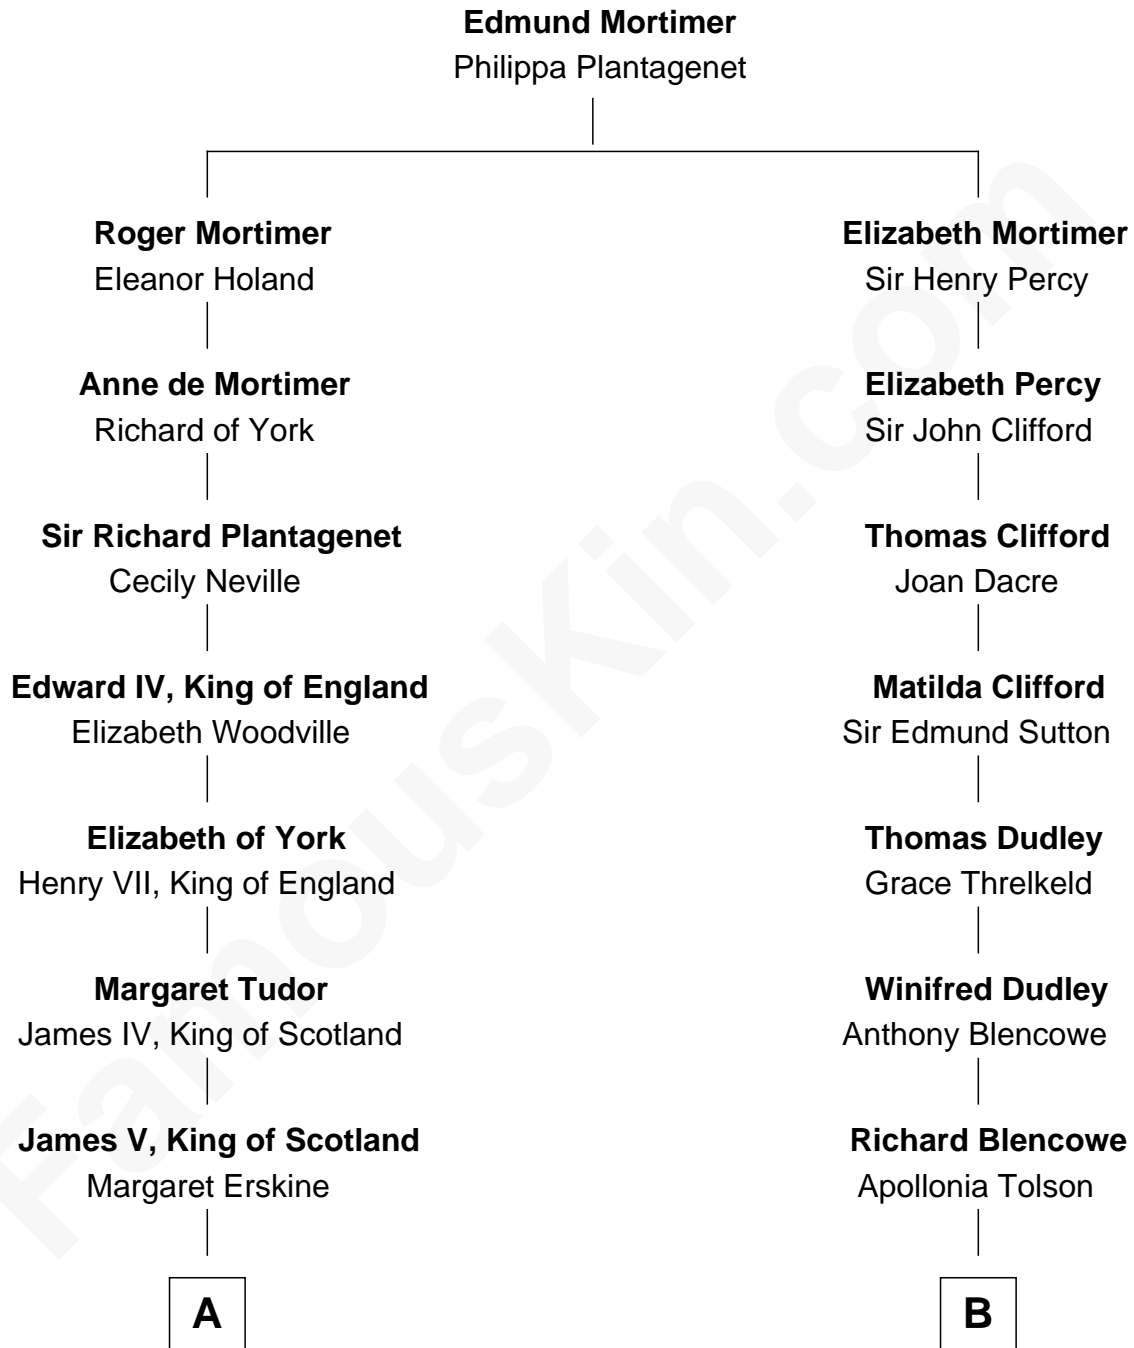 Edmund Mortimer
Philippa Plantagenet
Roger Mortimer
Eleanor Holand
Anne de Mortimer
Richard of York
Sir Richard Plantagenet
Cecily Neville
Edward IV, King of England
Elizabeth Woodville
Elizabeth of York
Henry VII, King of England
Margaret Tudor
James IV, King of Scotland
James V, King of Scotland
Margaret Erskine
A
Elizabeth Mortimer
Sir Henry Percy
Elizabeth Percy
Sir John Clifford
Thomas Clifford
Joan Dacre
Matilda Clifford
Sir Edmund Sutton
Thomas Dudley
Grace Threlkeld
Winifred Dudley
Anthony Blencowe
Richard Blencowe
Apollonia Tolson
B
FamousKin.com